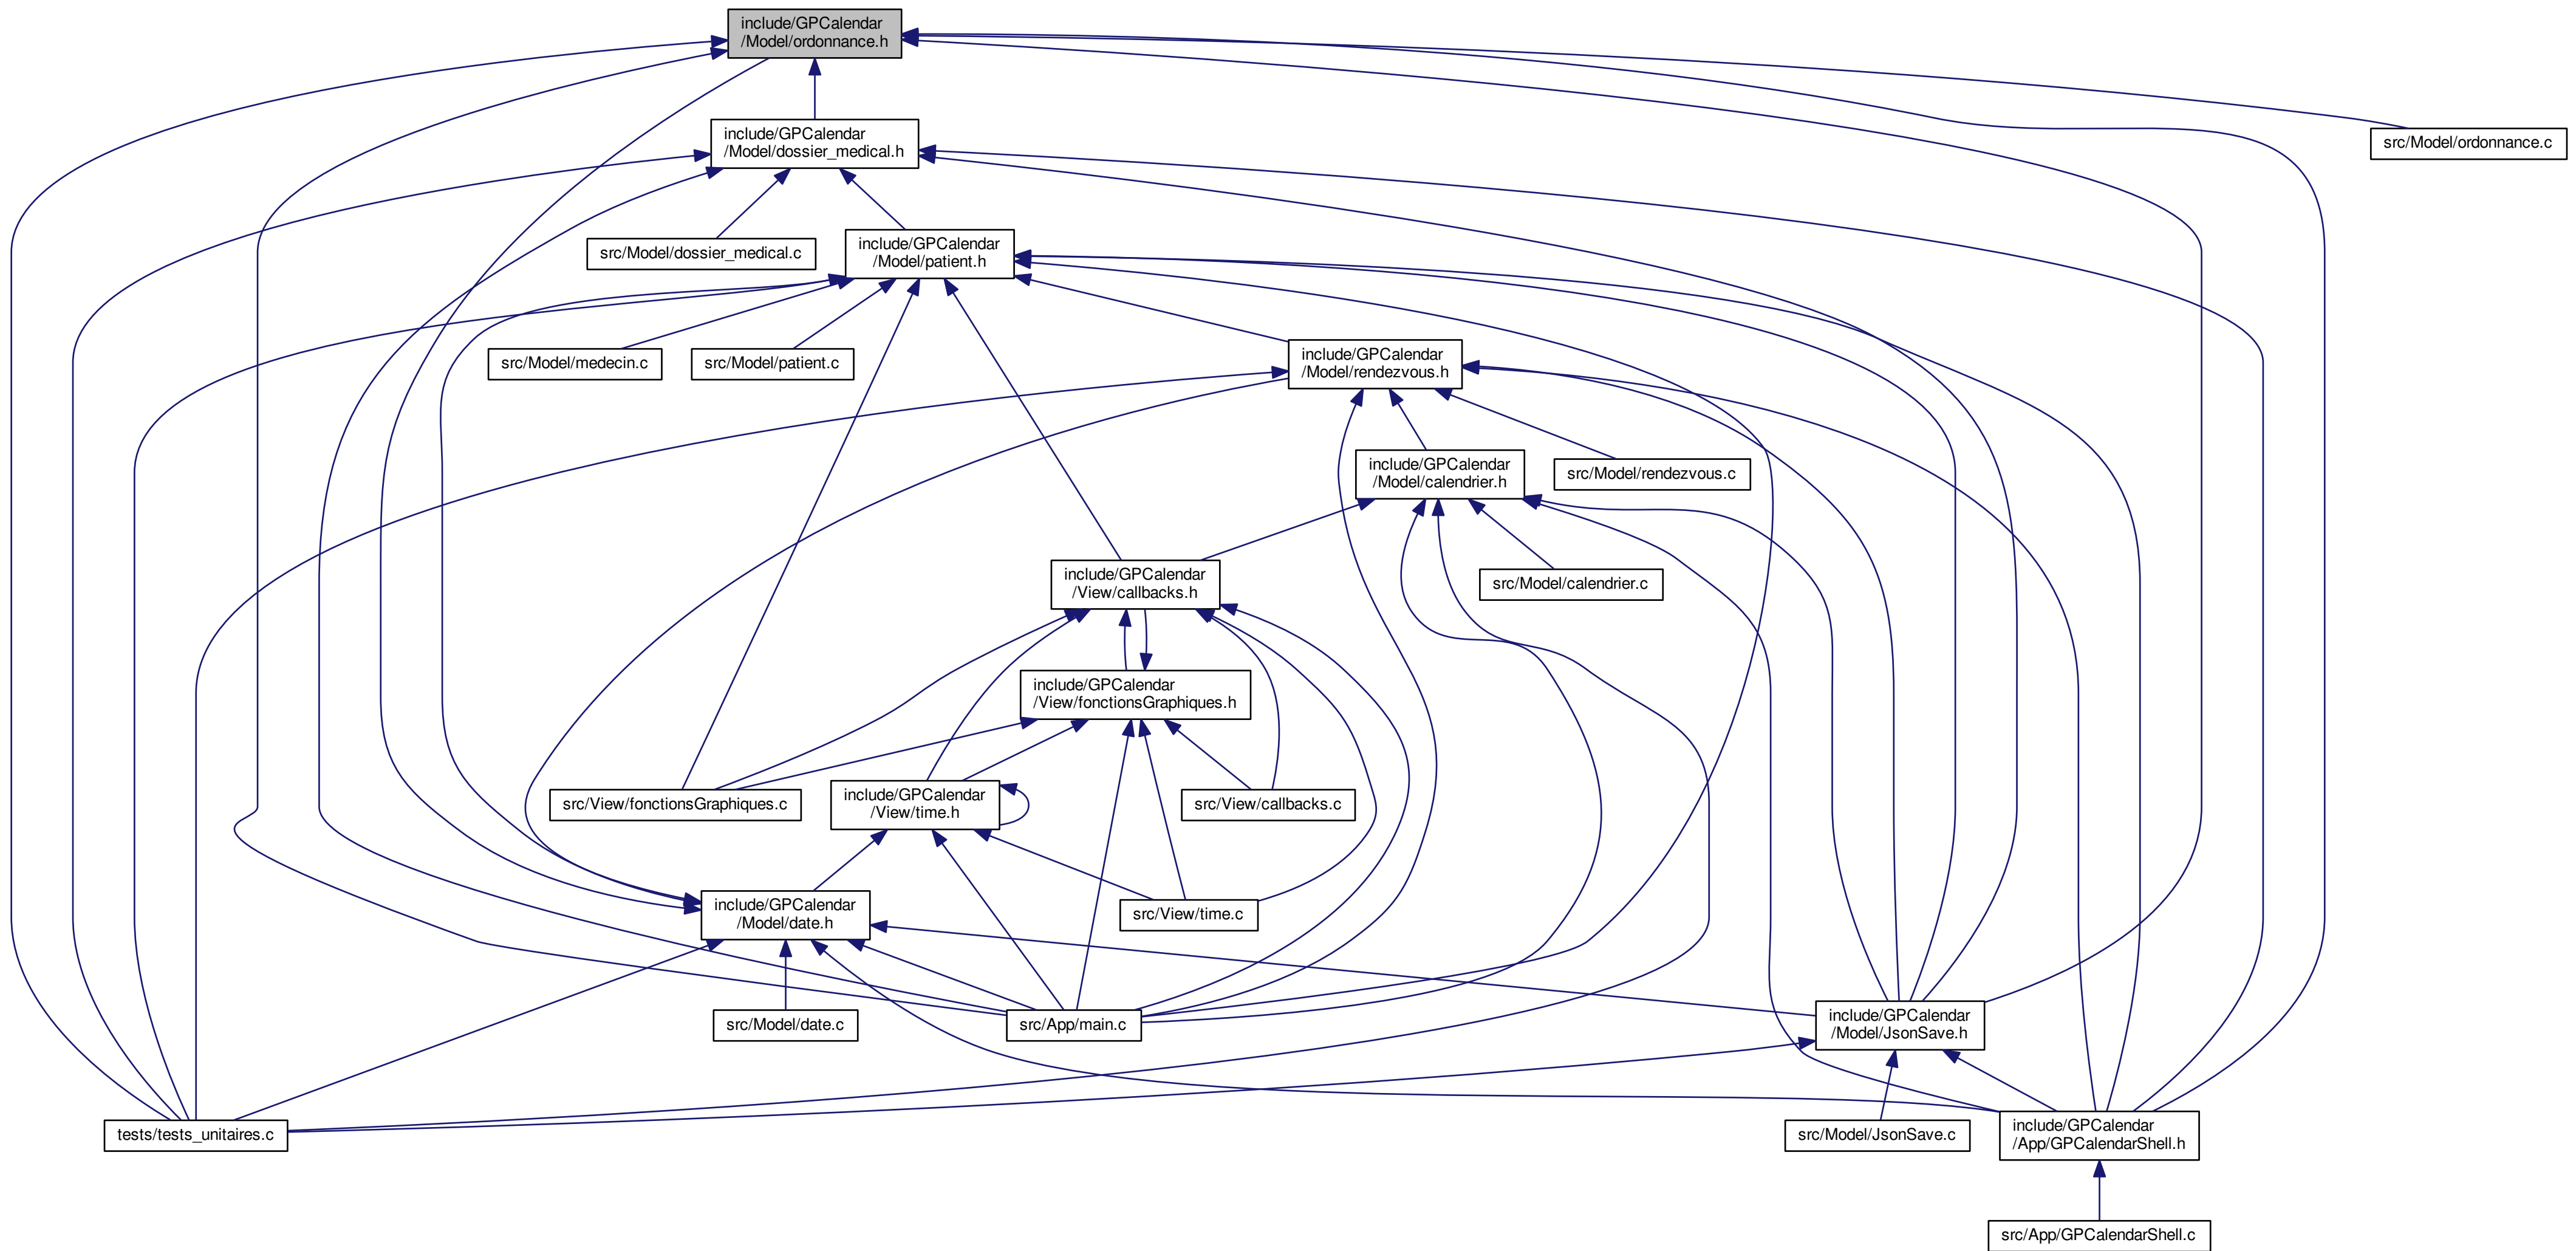 include/GPCalendar
/Model/ordonnance.h
include/GPCalendar
/Model/dossier_medical.h
src/Model/ordonnance.c
src/Model/dossier_medical.c
include/GPCalendar
/Model/patient.h
src/Model/medecin.c
src/Model/patient.c
include/GPCalendar
/Model/rendezvous.h
include/GPCalendar
/Model/calendrier.h
src/Model/rendezvous.c
include/GPCalendar
/View/callbacks.h
src/Model/calendrier.c
include/GPCalendar
/View/fonctionsGraphiques.h
src/View/fonctionsGraphiques.c
include/GPCalendar
/View/time.h
src/View/callbacks.c
include/GPCalendar
/Model/date.h
src/View/time.c
src/Model/date.c
src/App/main.c
include/GPCalendar
/Model/JsonSave.h
tests/tests_unitaires.c
src/Model/JsonSave.c
include/GPCalendar
/App/GPCalendarShell.h
src/App/GPCalendarShell.c